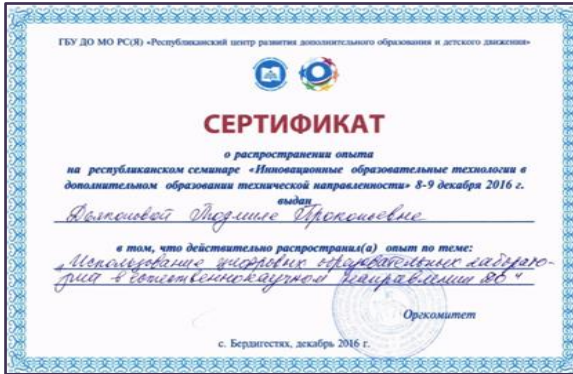 ГБУ ДО МО РС(Я) «Республиканский центр развития дополнительного образования и детского движения»
СЕРТИФИКАТ
о распространении опыта
на республиканском семинаре «Инновационные образовательные технологии в
дополнительном образовании технической направленности» 8-9 декабря 2016 г.
выдан
Людмиле Прокопьевне
в том, что действительно распространил(а) опыт по теме:
„Использование цифровых образовательных лаборато-
рий в естественнонаучном направлении ДО"
Оргкомитет
с. Бердигестях, декабрь 2016 г.